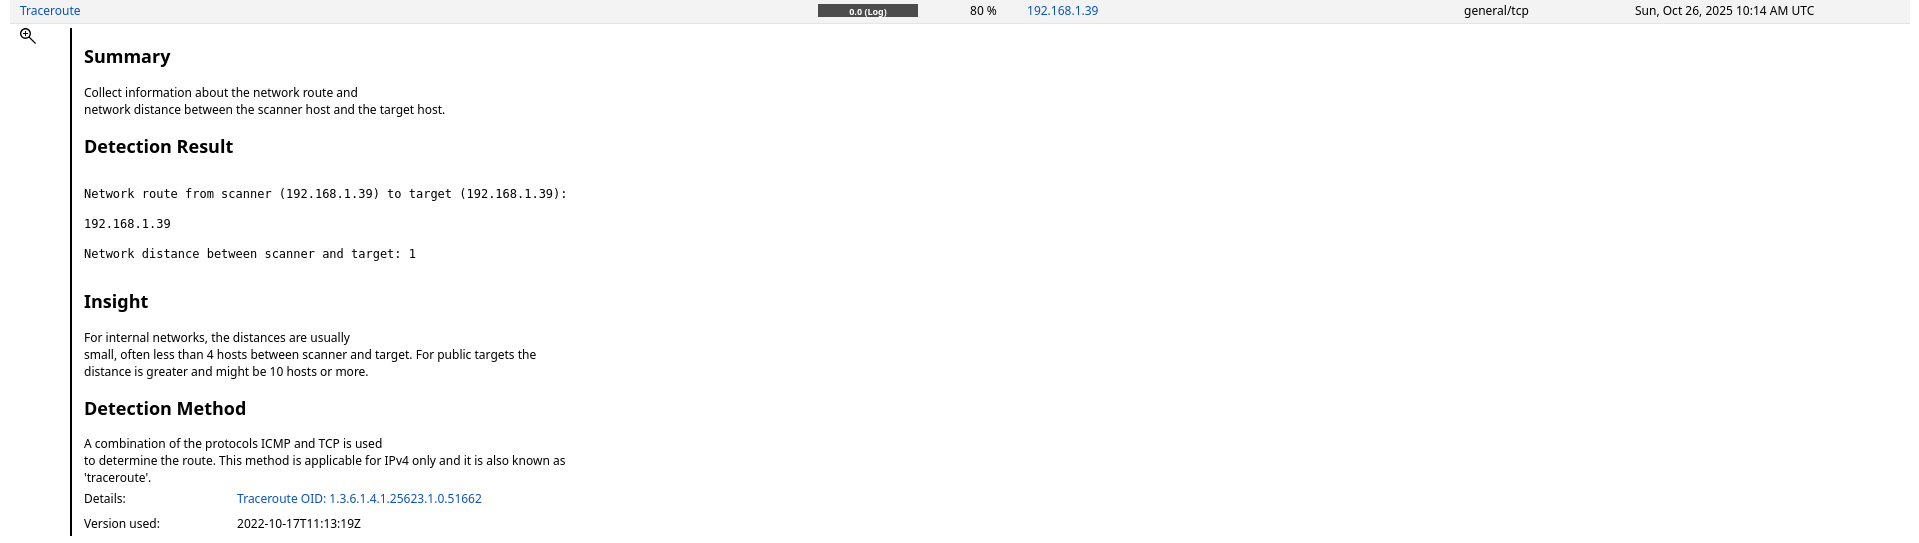 Traceroute 0.0 (Log) 80 % 192.168.1.39 general/tcp Sun, Oct 26, 2025 10:14 AM UTC
Summary
Collect information about the network route and
network distance between the scanner host and the target host.
Detection Result
Network route from scanner (192.168.1.39) to target (192.168.1.39):
192.168.1.39
Network distance between scanner and target: 1
Insight
For internal networks, the distances are usually
small, often less than 4 hosts between scanner and target. For public targets the
distance is greater and might be 10 hosts or more.
Detection Method
A combination of the protocols ICMP and TCP is used
to determine the route. This method is applicable for IPv4 only and it is also known as
'traceroute'.
Details: Traceroute OID: 1.3.6.1.4.1.25623.1.0.51662
Version used: 2022-10-17T11:13:19Z